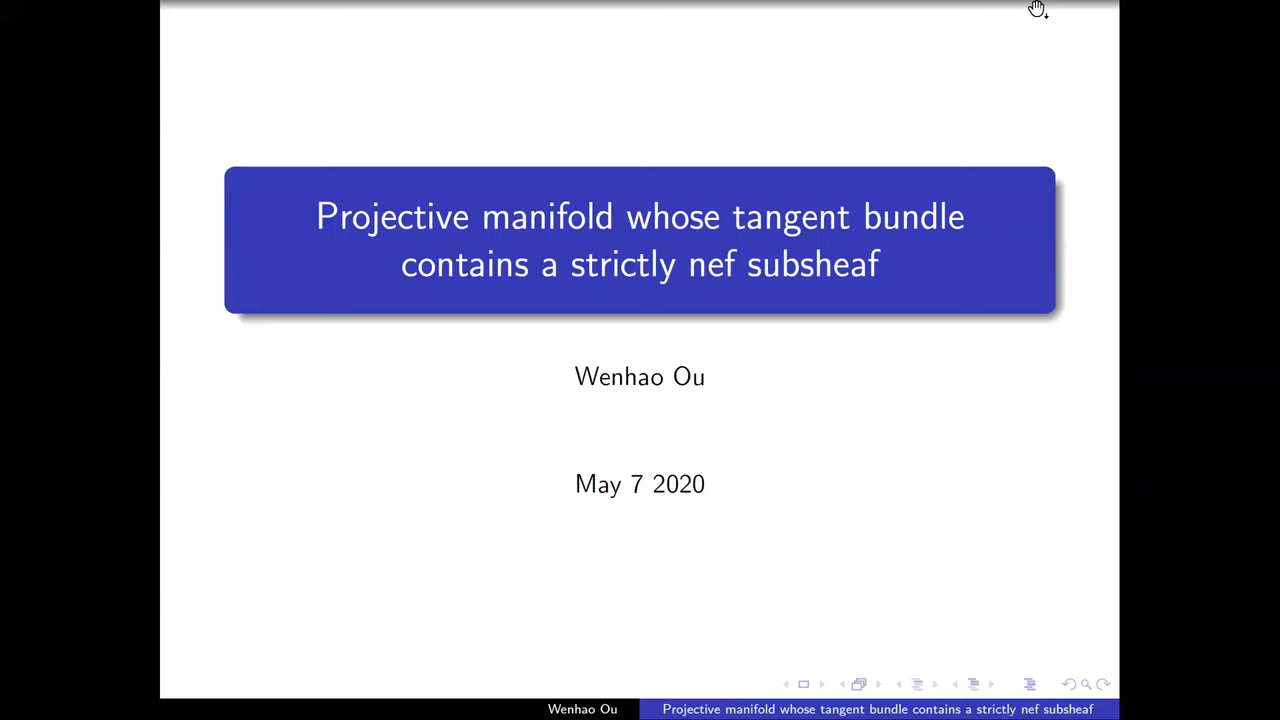 Projective manifold whose tangent bundle
contains a strictly nef subsheaf
Wenhao Ou
May 7 2020
Wenhao Ou
Projective manifold whose tangent bundle contains a strictly nef subsheaf